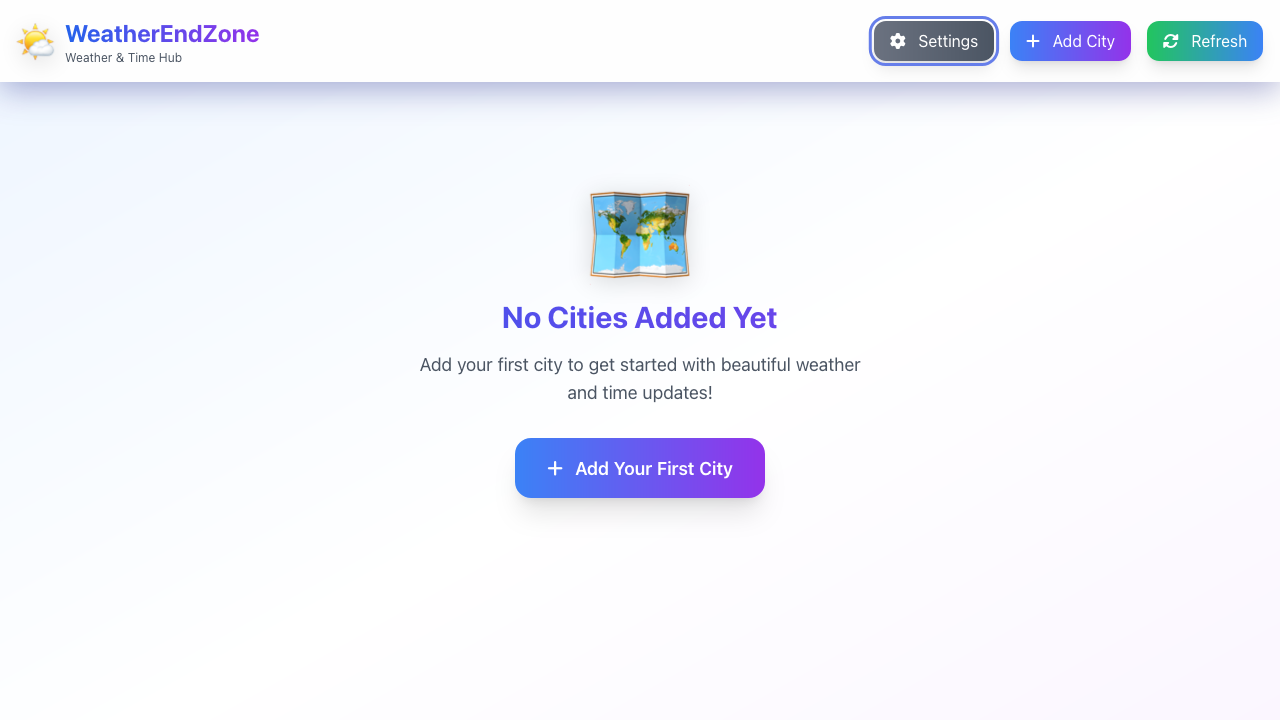 WeatherEndZone
Weather & Time Hub
Settings
Add City
Refresh
No Cities Added Yet
Add your first city to get started with beautiful weather
and time updates!
Add Your First City